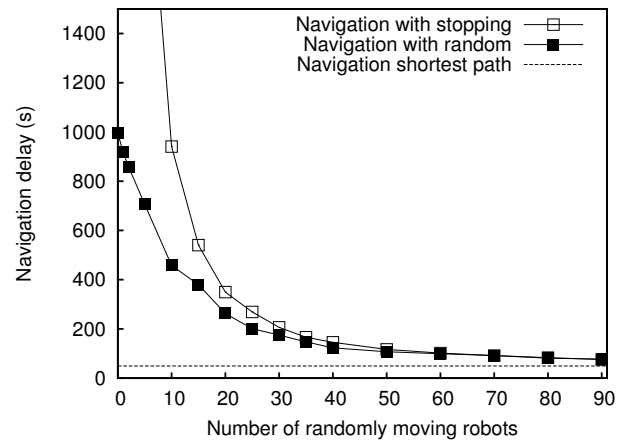 1400
1200
1000
800
600
400
200
0
Navigation delay (s)
Navigation with stopping
Navigation with random
Navigation shortest path
0 10 20 30 40 50 60 70 80 90
Number of randomly moving robots